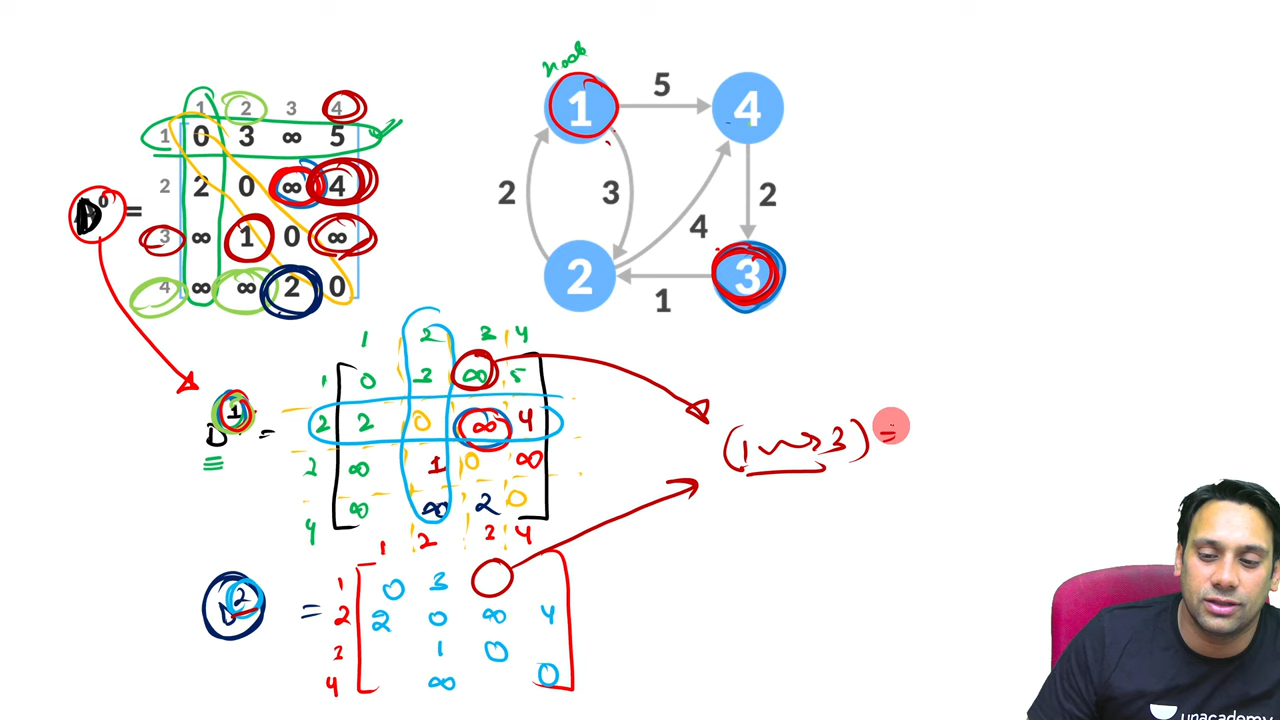 node
1 2 3 4
1 0 3 ∞ 5
2 2 0 ∞ 4
D⁰ =
3 ∞ 1 0 ∞
4 ∞ ∞ 2 0
1 5 4
2 3 4 2
2 1 3
1 2 3 4
1 0 3 ∞ 5
D¹ = 2 2 0 ∞ 4
∞ 1 0 ∞
4 ∞ ∞ 2 0
(1 → 3) =
1 2 3 4
1 0 3
2 = 2 2 0 ∞ 4
3 1 0
4 ∞ 0
unacademy